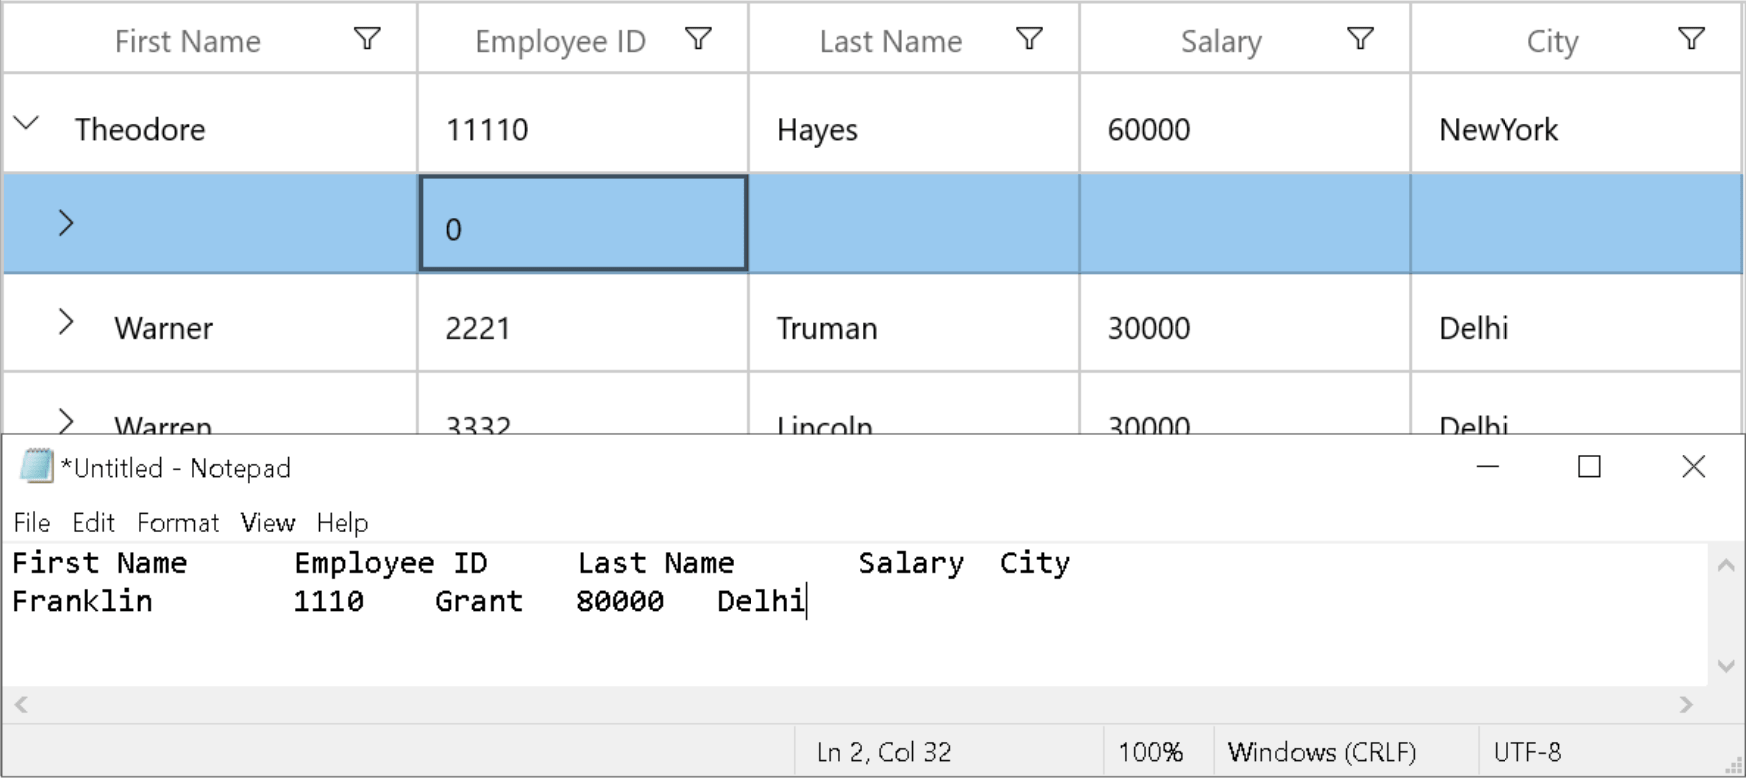 First Name Employee ID Last Name Salary City
Theodore 11110 Hayes 60000 NewYork
0
Warner 2221 Truman 30000 Delhi
Warren 3332 Lincoln 30000 Delhi
*Untitled - Notepad
File Edit Format View Help
First Name Employee ID Last Name Salary City
Franklin 1110 Grant 80000 Delhi
Ln 2, Col 32 100% Windows (CRLF) UTF-8